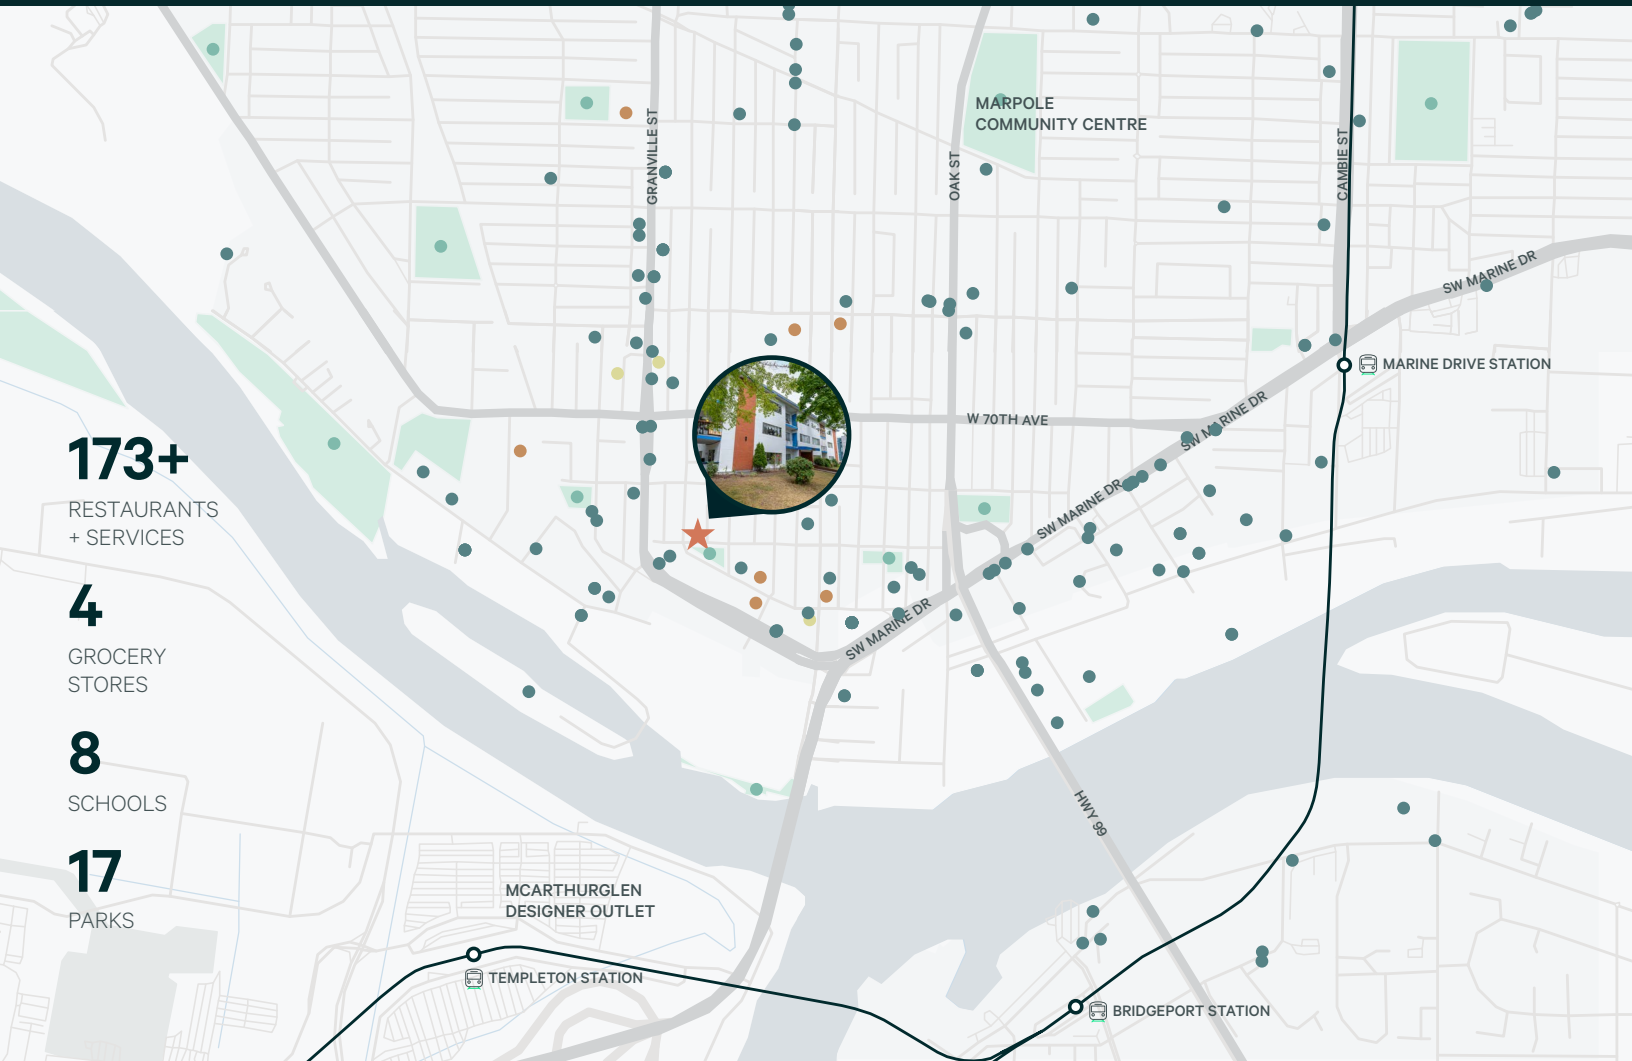 MARPOLE
COMMUNITY CENTRE
GRANVILLE ST
OAK ST
CAMBIE ST
SW MARINE DR
MARINE DRIVE STATION
W 70TH AVE
SW MARINE DR
SW MARINE DR
SW MARINE DR
HWY 99
173+
RESTAURANTS
+ SERVICES
4
GROCERY
STORES
8
SCHOOLS
17
PARKS
MCARTHURGLEN
DESIGNER OUTLET
TEMPLETON STATION
BRIDGEPORT STATION